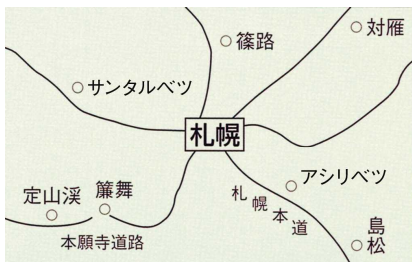 対雁
篠路
サンタルベツ
札幌
アシリベツ
札幌本道
定山渓
簾舞
本願寺道路
島松